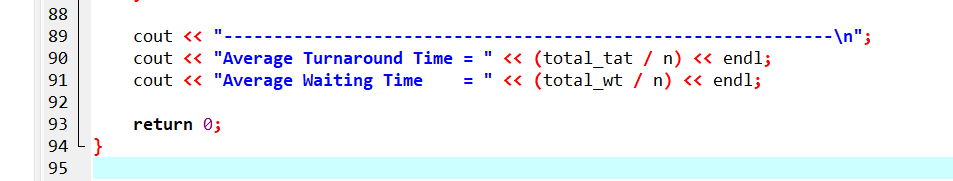 88
89 cout << "-------------------------------------------------------------\n";
90 cout << "Average Turnaround Time = " << (total_tat / n) << endl;
91 cout << "Average Waiting Time    = " << (total_wt / n) << endl;
92
93 return 0;
94 }
95